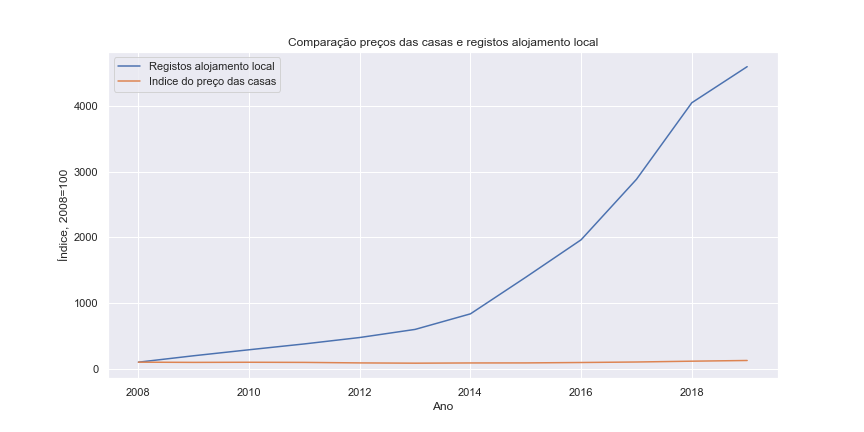 Comparação preços das casas e registos alojamento local
Registos alojamento local
Indice do preço das casas
4000
3000
2000
1000
0
Índice, 2008=100
2008 2010 2012 2014 2016 2018
Ano